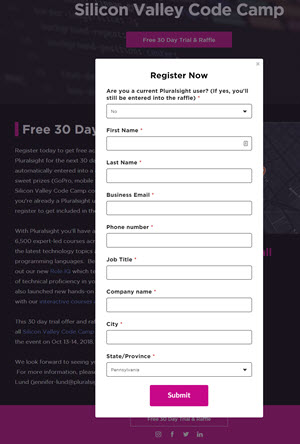 Silicon Valley Code Camp
Free 30 Day Trial & Raffle
×
Register Now
Are you a current Pluralsight user? (If yes, you'll
still be entered into the raffle) *
No
First Name *
Last Name *
Business Email *
Phone number *
Job Title *
Company name *
City *
State/Province *
Pennsylvania
Submit
Free 30 Day
Register today to get free ac
Pluralsight for the next 30 da
automatically entered into a
sweet prizes (GoPro, mobile
Silicon Valley Code Camp co
you're already a Pluralsight u
register to get included in the
With Pluralsight you'll have a
6,500 expert-led courses acro
the latest technology topics a
programming languages. Be
out our new Role IQ which te
of technical proficiency in yo
also launched new hands-on
with our interactive courses a
This 30 day trial offer and raf
all Silicon Valley Code Camp
the event on Oct 13-14, 2018.
We look forward to seeing yo
For more information, please
Lund (jennifer-lund@pluralsig
Free 30 Day Trial & Raffle